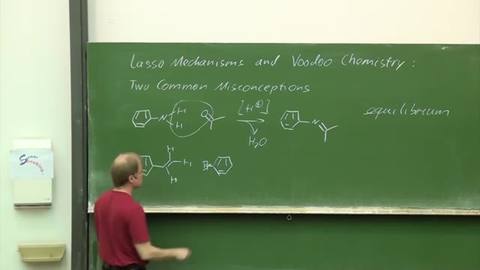 Lasso Mechanisms and Voodoo Chemistry :
Two Common Misconceptions
N H H O [H⊕] H₂O N equilibrium
H H H